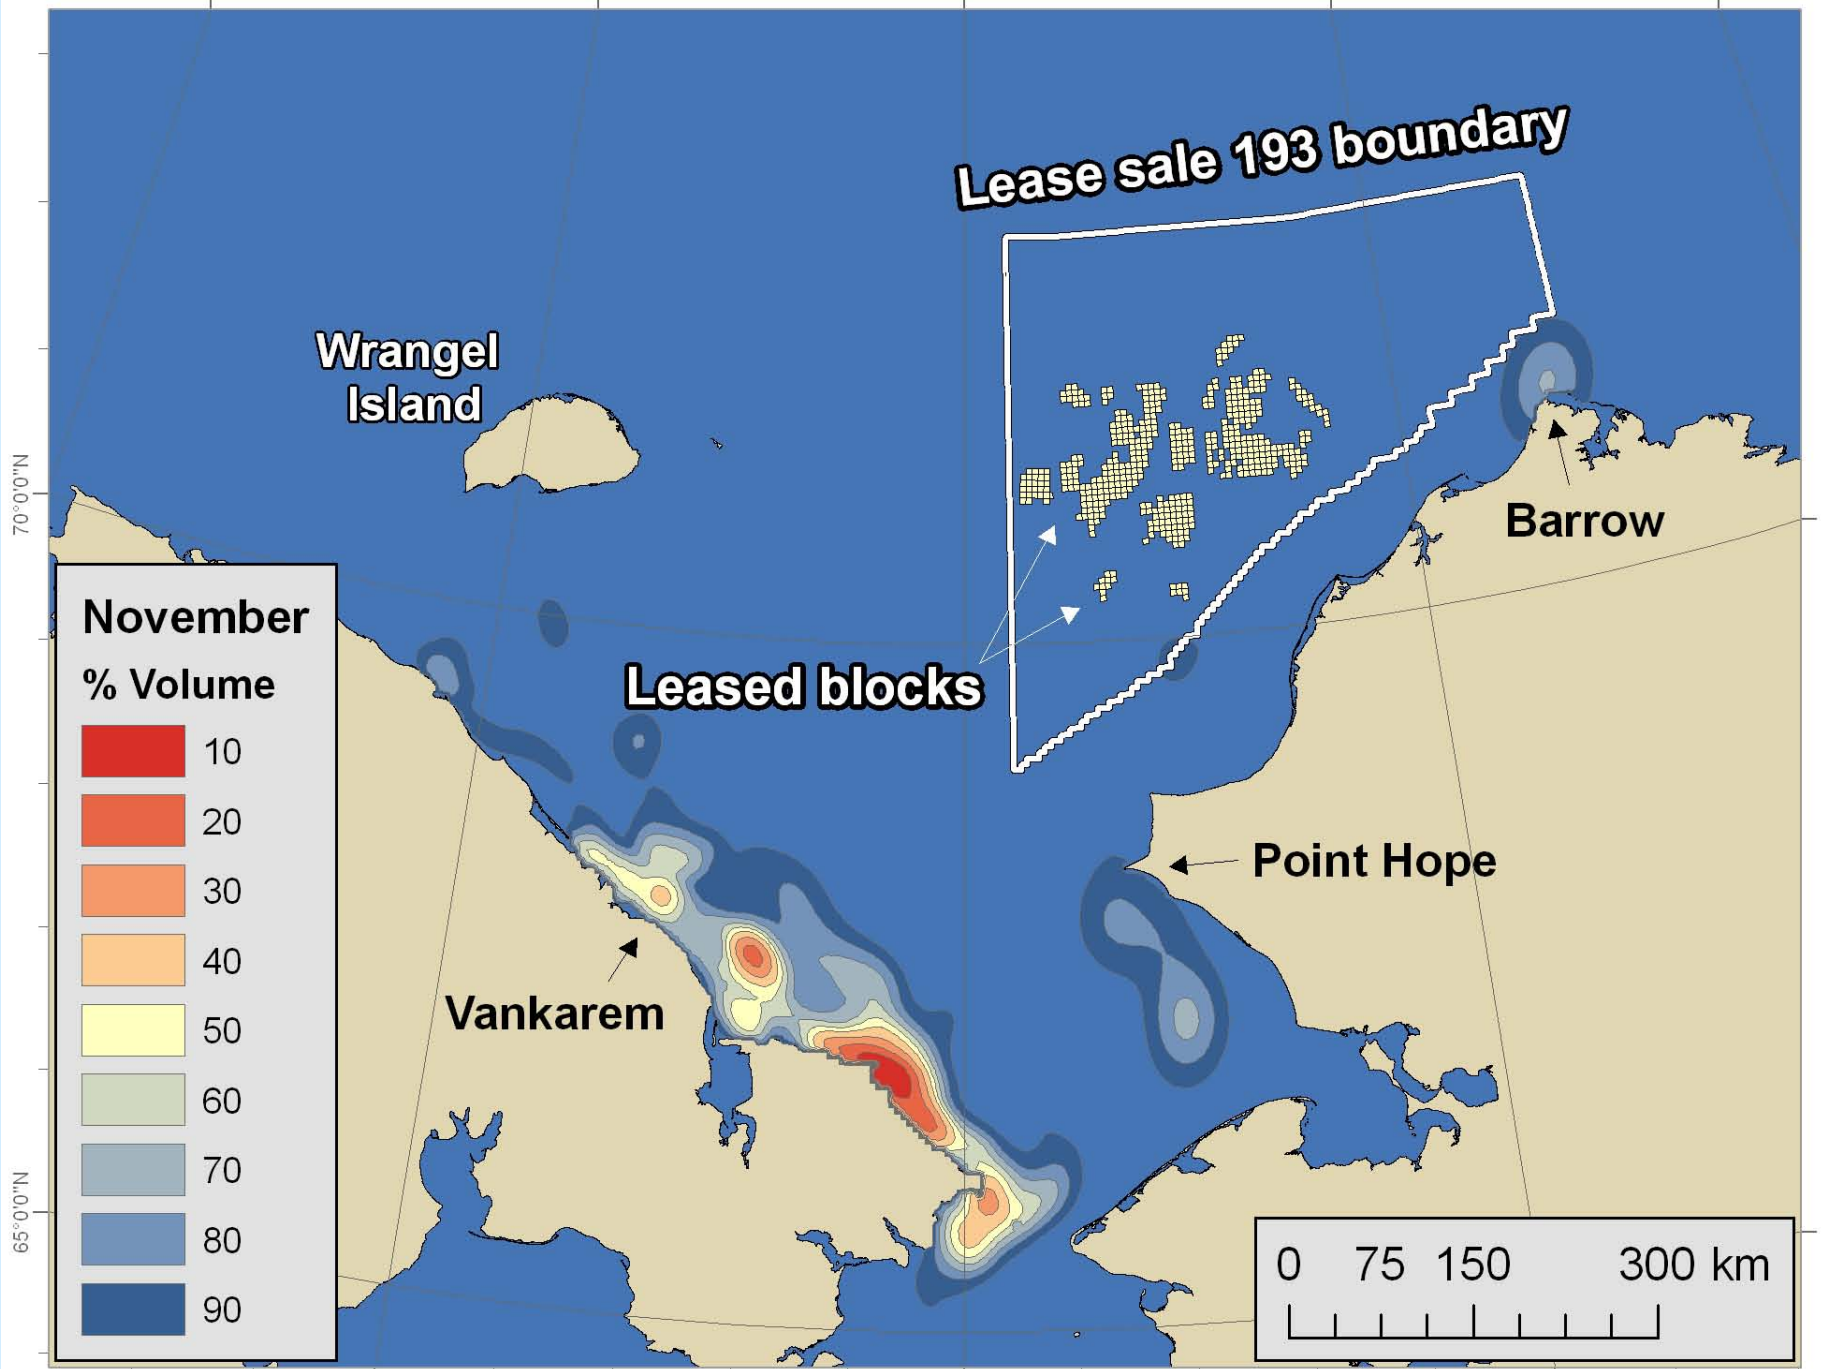 Lease sale 193 boundary
Wrangel
Island
70°0'0"N
Barrow
November
% Volume
Leased blocks
10
20
30
40
50
60
70
80
90
Point Hope
Vankarem
65°0'0"N
0 75 150 300 km